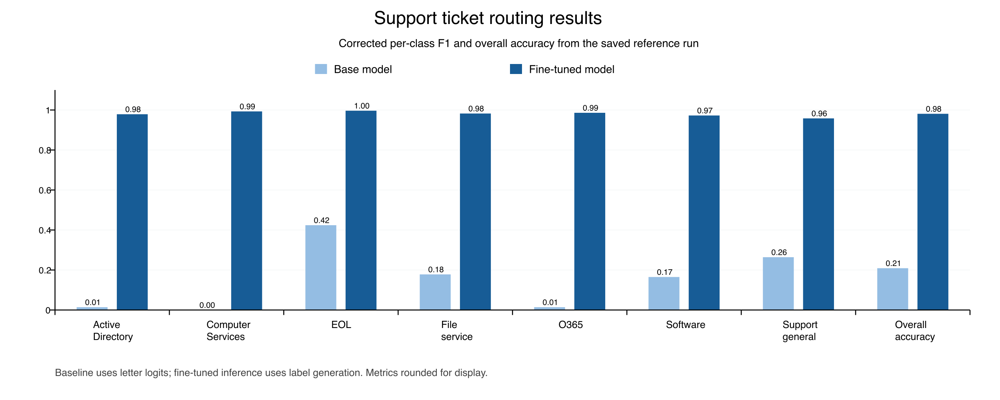 Support ticket routing results
Corrected per-class F1 and overall accuracy from the saved reference run
Base model
Fine-tuned model
1
0.8
0.6
0.4
0.2
0
0.01
0.98
0.00
0.99
0.42
1.00
0.18
0.98
0.01
0.99
0.17
0.97
0.26
0.96
0.21
0.98
Active
Directory
Computer
Services
EOL
File
service
O365
Software
Support
general
Overall
accuracy
Baseline uses letter logits; fine-tuned inference uses label generation. Metrics rounded for display.